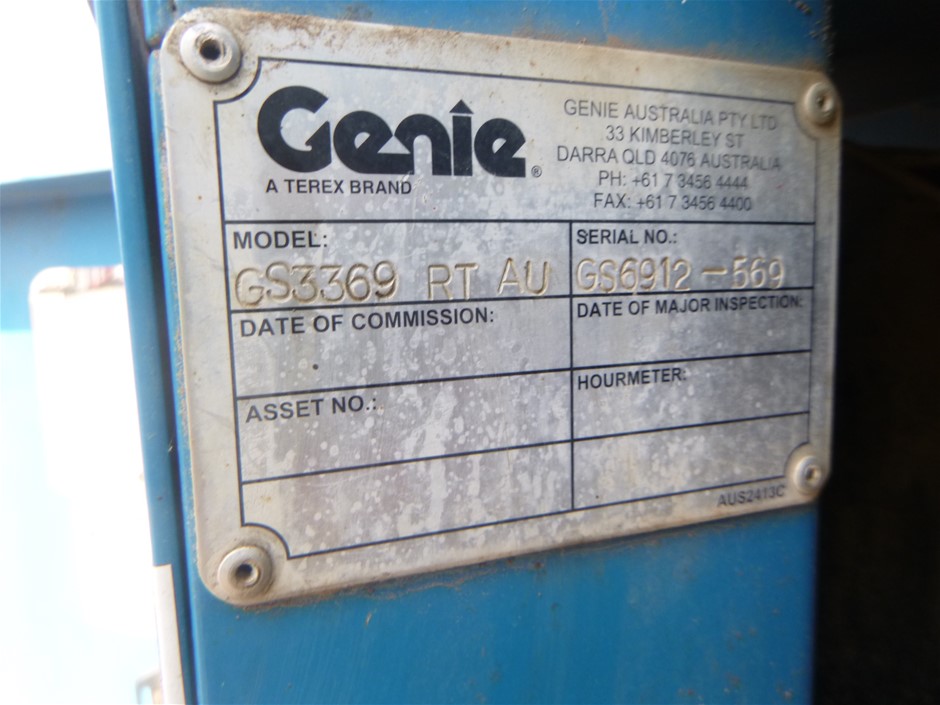 Genie®
A TEREX BRAND
GENIE AUSTRALIA PTY LTD
33 KIMBERLEY ST
DARRA QLD 4076 AUSTRALIA
PH: +61 7 3456 4444
FAX: +61 7 3456 4400
MODEL:
GS3369 RT AU
SERIAL NO.:
GS6912-569
DATE OF COMMISSION:
DATE OF MAJOR INSPECTION:
ASSET NO.:
HOURMETER:
AUS2413C